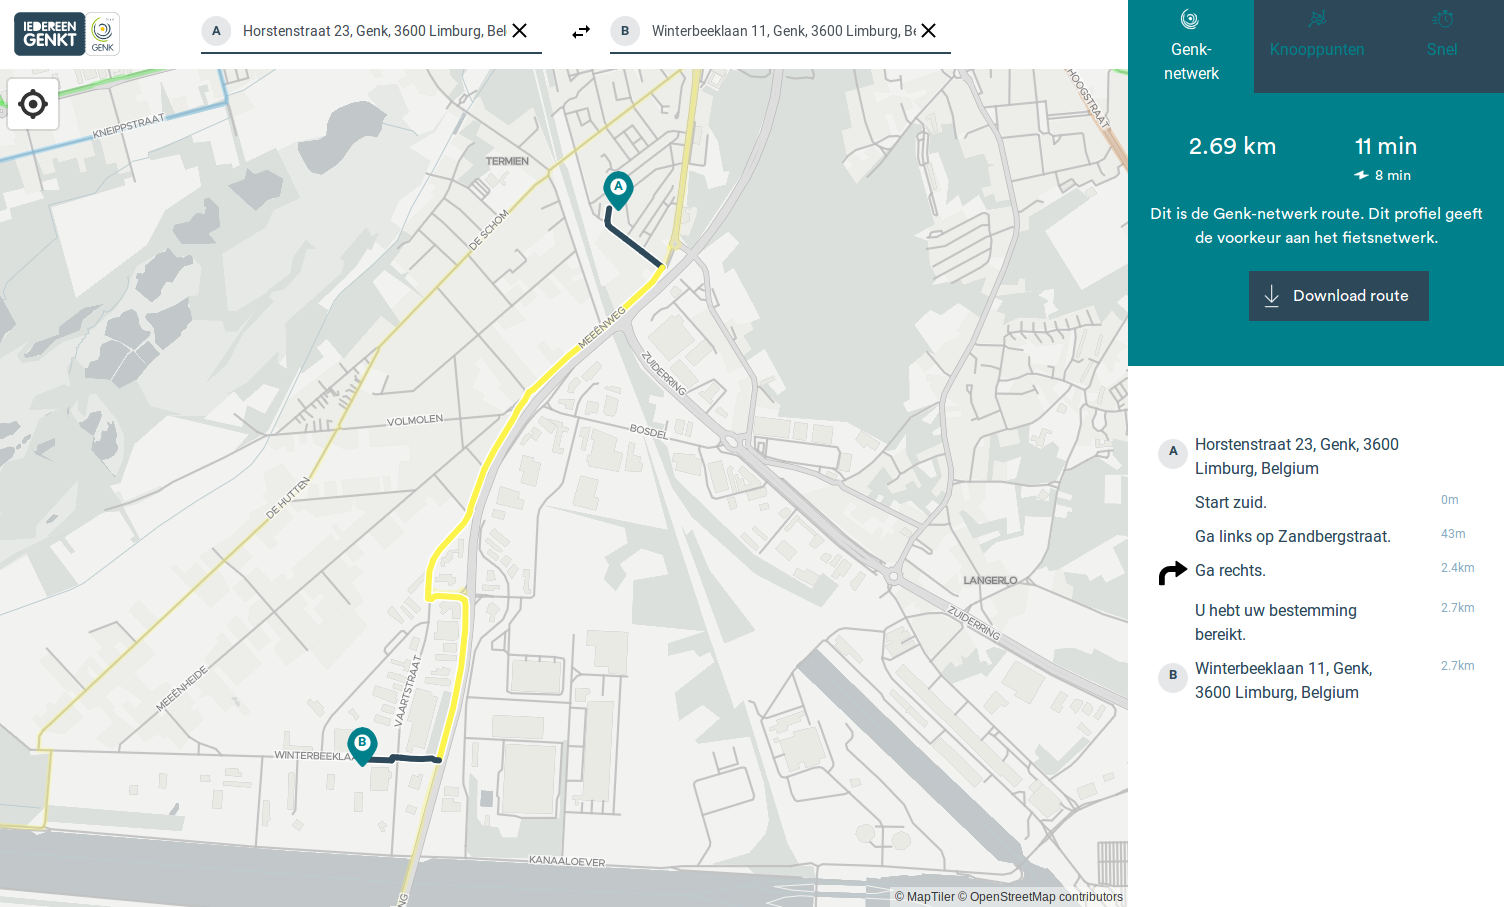 IEDEREEN
GENKT
GENK
A
Horstenstraat 23, Genk, 3600 Limburg, Bel
B
Winterbeeklaan 11, Genk, 3600 Limburg, Be
Genk-
netwerk
Knooppunten
Snel
2.69 km
11 min
8 min
Dit is de Genk-netwerk route. Dit profiel geeft
de voorkeur aan het fietsnetwerk.
Download route
A
Horstenstraat 23, Genk, 3600
Limburg, Belgium
Start zuid.
0m
Ga links op Zandbergstraat.
43m
Ga rechts.
2.4km
U hebt uw bestemming
bereikt.
2.7km
B
Winterbeeklaan 11, Genk,
3600 Limburg, Belgium
2.7km
KNEIPPSTRAAT
TERMIEN
HOOGSTRAAT
A
DE SCHOM
MEEËNWEG
ZUIDERRING
VOLMOLEN
BOSDEL
DE HUTTEN
LANGERLO
ZUIDERRING
MEEËNHEIDE
VAARTSTRAAT
B
WINTERBEEKLA
KANAALOEVER
NG
© MapTiler © OpenStreetMap contributors